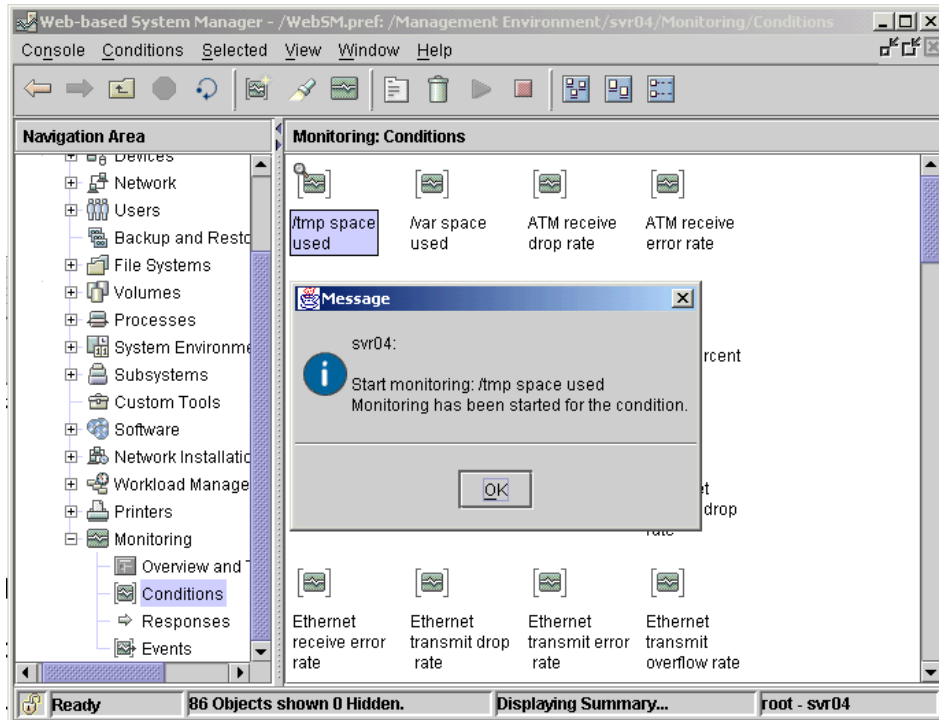 Web-based System Manager - /WebSM.pref: /Management Environment/svr04/Monitoring/Conditions
Console Conditions Selected View Window Help
Navigation Area
Devices
Network
Users
Backup and Resto
File Systems
Volumes
Processes
System Environme
Subsystems
Custom Tools
Software
Network Installatic
Workload Manage
Printers
Monitoring
Overview and T
Conditions
Responses
Events
Monitoring: Conditions
/tmp space
used
/var space
used
ATM receive
drop rate
ATM receive
error rate
Message
svr04:
Start monitoring: /tmp space used
Monitoring has been started for the condition.
OK
rcent
drop
rate
Ethernet
receive error
rate
Ethernet
transmit drop
rate
Ethernet
transmit error
rate
Ethernet
transmit
overflow rate
Ready
86 Objects shown 0 Hidden.
Displaying Summary...
root - svr04